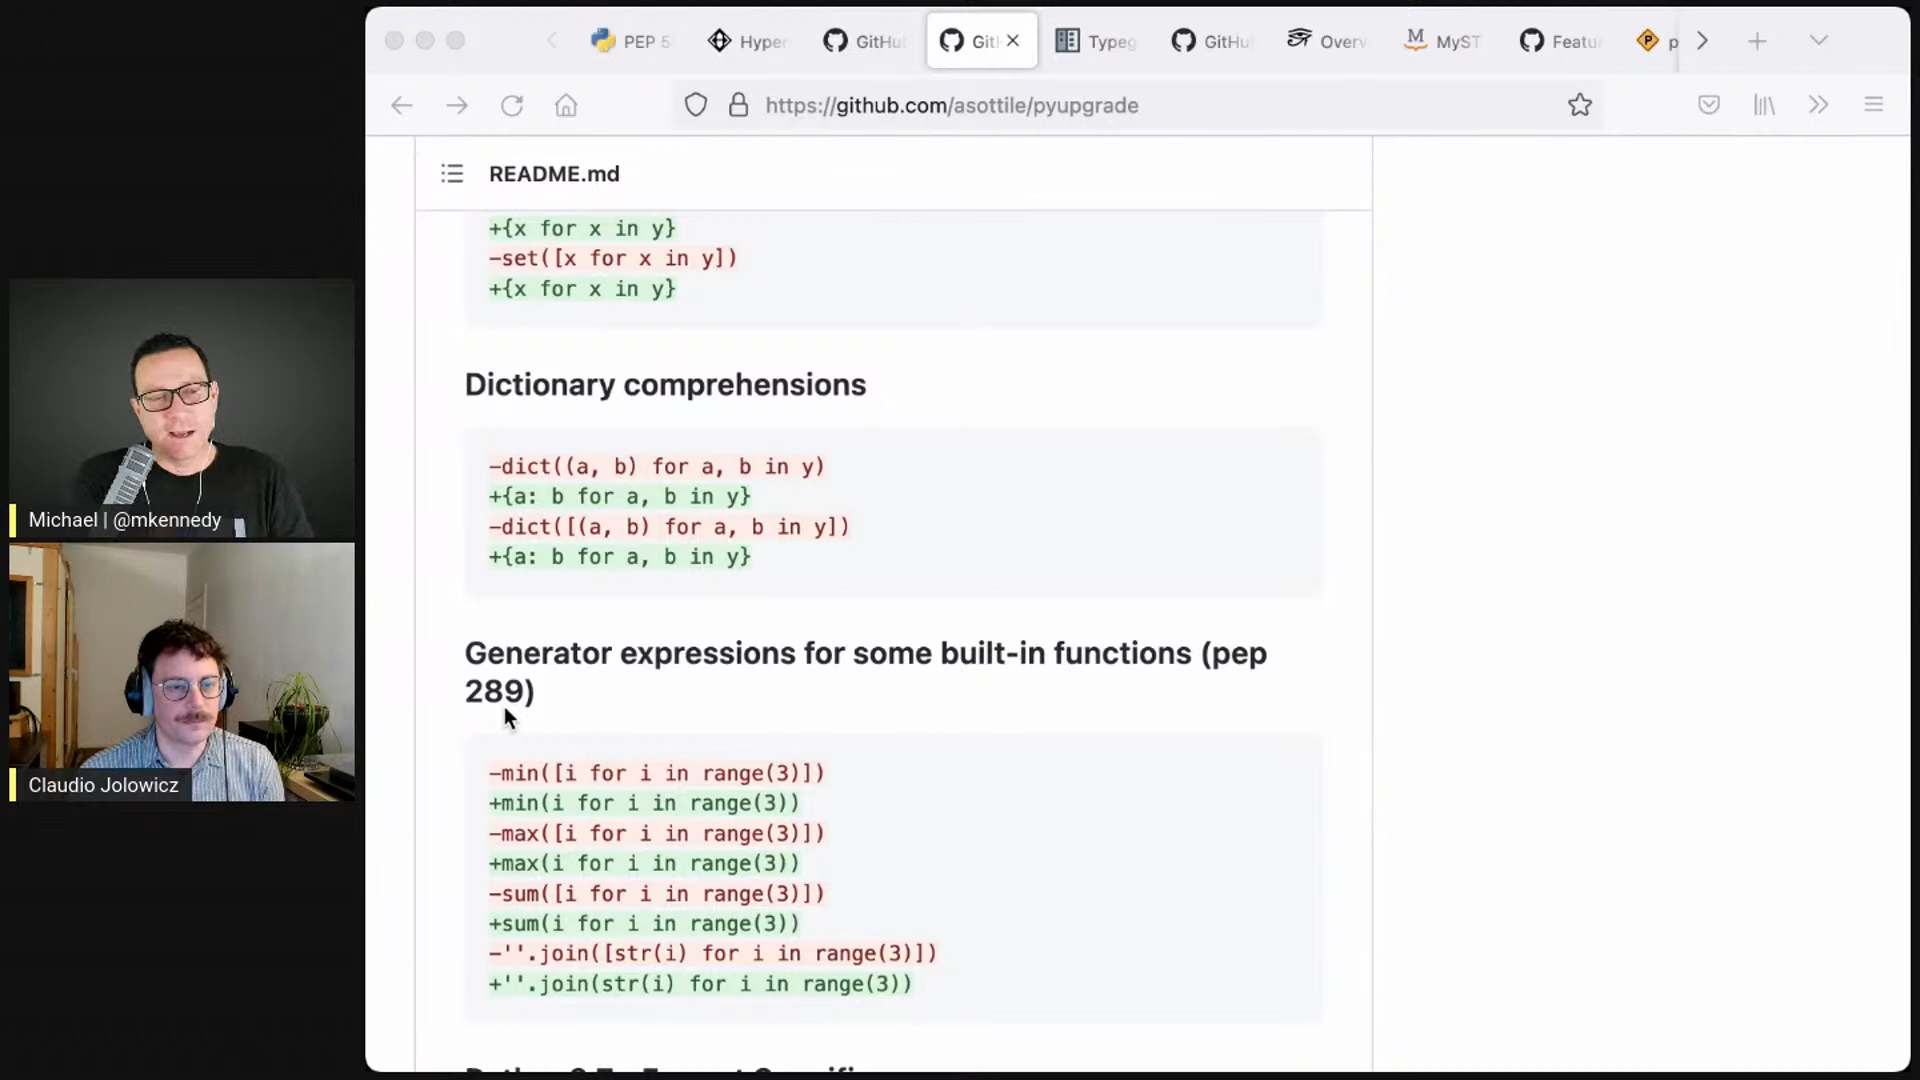 PEP 5
Hyper
GitHu
Git
Typeg
GitHu
Overv
MyST
Featu
p
https://github.com/asottile/pyupgrade
README.md
+{x for x in y}
-set([x for x in y])
+{x for x in y}
Dictionary comprehensions
-dict((a, b) for a, b in y)
+{a: b for a, b in y}
-dict([(a, b) for a, b in y])
+{a: b for a, b in y}
Generator expressions for some built-in functions (pep
289)
-min([i for i in range(3)])
+min(i for i in range(3))
-max([i for i in range(3)])
+max(i for i in range(3))
-sum([i for i in range(3)])
+sum(i for i in range(3))
-''.join([str(i) for i in range(3)])
+''.join(str(i) for i in range(3))
Michael | @mkennedy
Claudio Jolowicz